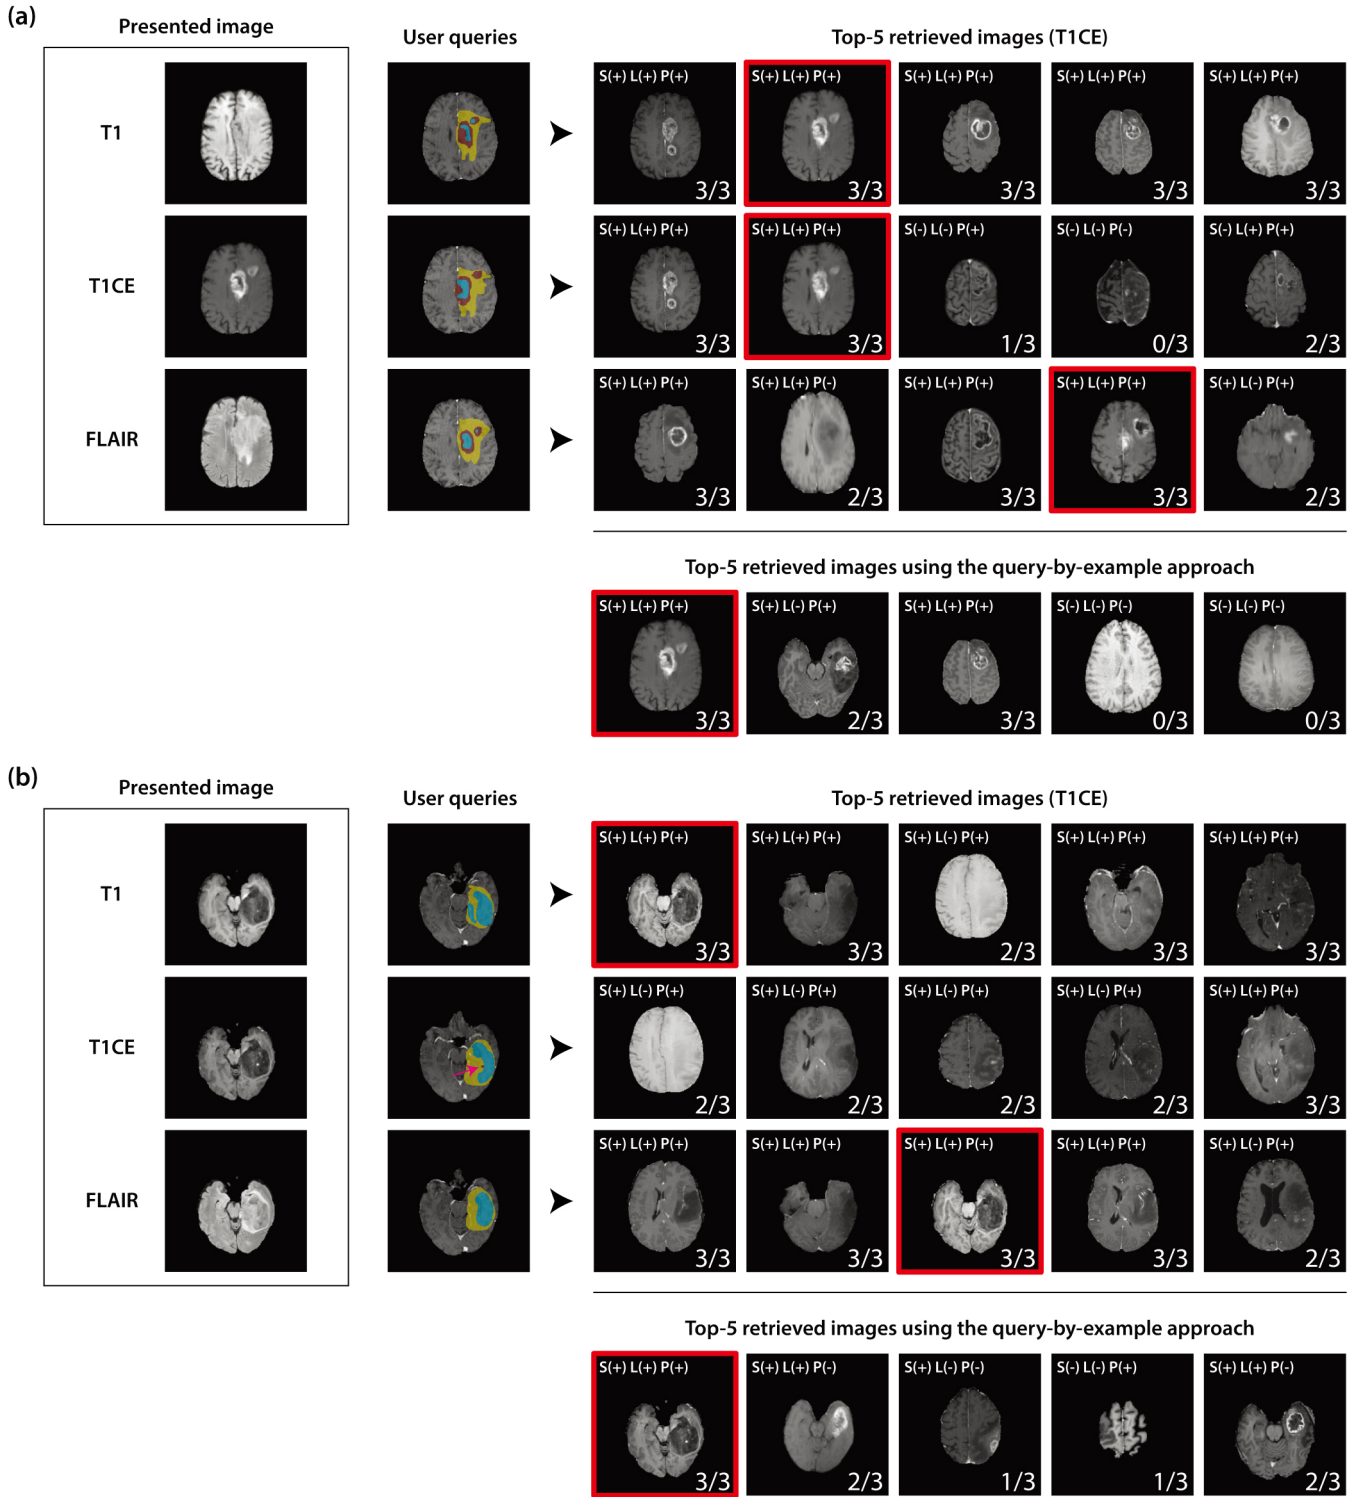 (a)
Presented image
User queries
Top-5 retrieved images (T1CE)
T1
S(+) L(+) P(+) S(+) L(+) P(+) S(+) L(+) P(+) S(+) L(+) P(+) S(+) L(+) P(+)
3/3 3/3 3/3 3/3 3/3
T1CE
S(+) L(+) P(+) S(+) L(+) P(+) S(-) L(-) P(+) S(-) L(-) P(-) S(-) L(+) P(+)
3/3 3/3 1/3 0/3 2/3
FLAIR
S(+) L(+) P(+) S(+) L(+) P(-) S(+) L(+) P(+) S(+) L(+) P(+) S(+) L(-) P(+)
3/3 2/3 3/3 3/3 2/3
Top-5 retrieved images using the query-by-example approach
S(+) L(+) P(+) S(+) L(-) P(+) S(+) L(+) P(+) S(-) L(-) P(-) S(-) L(-) P(-)
3/3 2/3 3/3 0/3 0/3
(b)
Presented image
User queries
Top-5 retrieved images (T1CE)
T1
S(+) L(+) P(+) S(+) L(+) P(+) S(+) L(-) P(+) S(+) L(+) P(+) S(+) L(+) P(+)
3/3 3/3 2/3 3/3 3/3
T1CE
S(+) L(-) P(+) S(+) L(-) P(+) S(+) L(-) P(+) S(+) L(-) P(+) S(+) L(+) P(+)
2/3 2/3 2/3 2/3 3/3
FLAIR
S(+) L(+) P(+) S(+) L(+) P(+) S(+) L(+) P(+) S(+) L(+) P(+) S(+) L(-) P(+)
3/3 3/3 3/3 3/3 2/3
Top-5 retrieved images using the query-by-example approach
S(+) L(+) P(+) S(+) L(+) P(-) S(+) L(-) P(-) S(-) L(-) P(+) S(+) L(+) P(-)
3/3 2/3 1/3 1/3 2/3